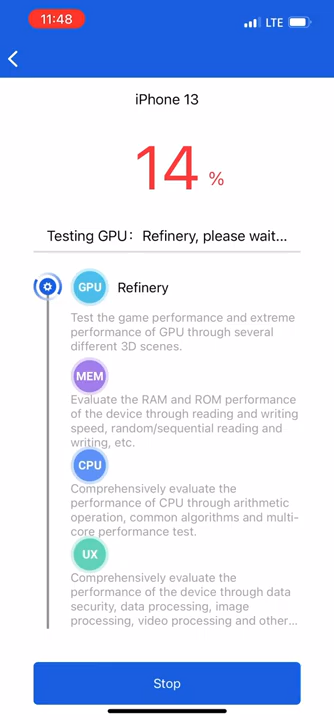 11:48
LTE
iPhone 13
14 %
Testing GPU：Refinery, please wait...
GPU Refinery
Test the game performance and extreme
performance of GPU through several
different 3D scenes.
MEM
Evaluate the RAM and ROM performance
of the device through reading and writing
speed, random/sequential reading and
writing, etc.
CPU
Comprehensively evaluate the
performance of CPU through arithmetic
operation, common algorithms and multi-
core performance test.
UX
Comprehensively evaluate the
performance of the device through data
security, data processing, image
processing, video processing and other...
Stop